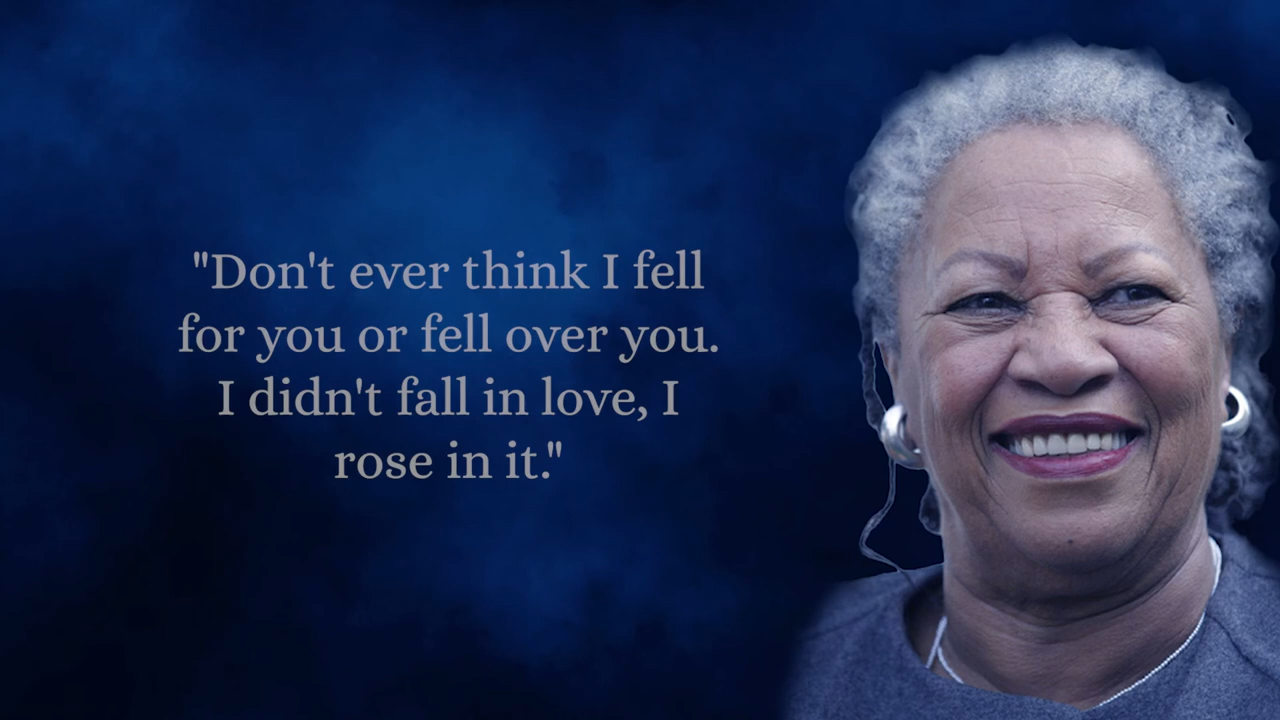 "Don't ever think I fell
for you or fell over you.
I didn't fall in love, I
rose in it."